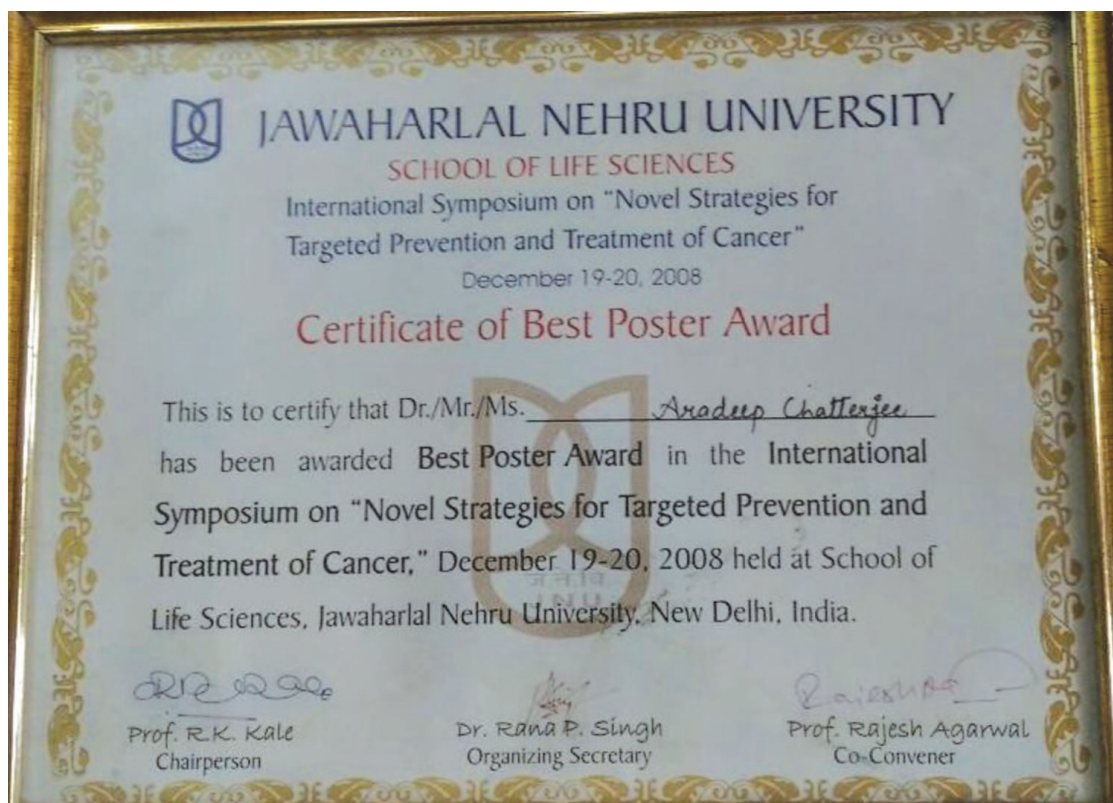 JAWAHARLAL NEHRU UNIVERSITY
SCHOOL OF LIFE SCIENCES
International Symposium on "Novel Strategies for
Targeted Prevention and Treatment of Cancer"
December 19-20, 2008
Certificate of Best Poster Award
This is to certify that Dr./Mr./Ms. Aradeep Chatterjee
has been awarded Best Poster Award in the International
Symposium on “Novel Strategies for Targeted Prevention and
Treatment of Cancer,” December 19-20, 2008 held at School of
Life Sciences, Jawaharlal Nehru University, New Delhi, India.
Prof. R.K. Kale
Chairperson
Dr. Rana P. Singh
Organizing Secretary
Prof. Rajesh Agarwal
Co-Convener